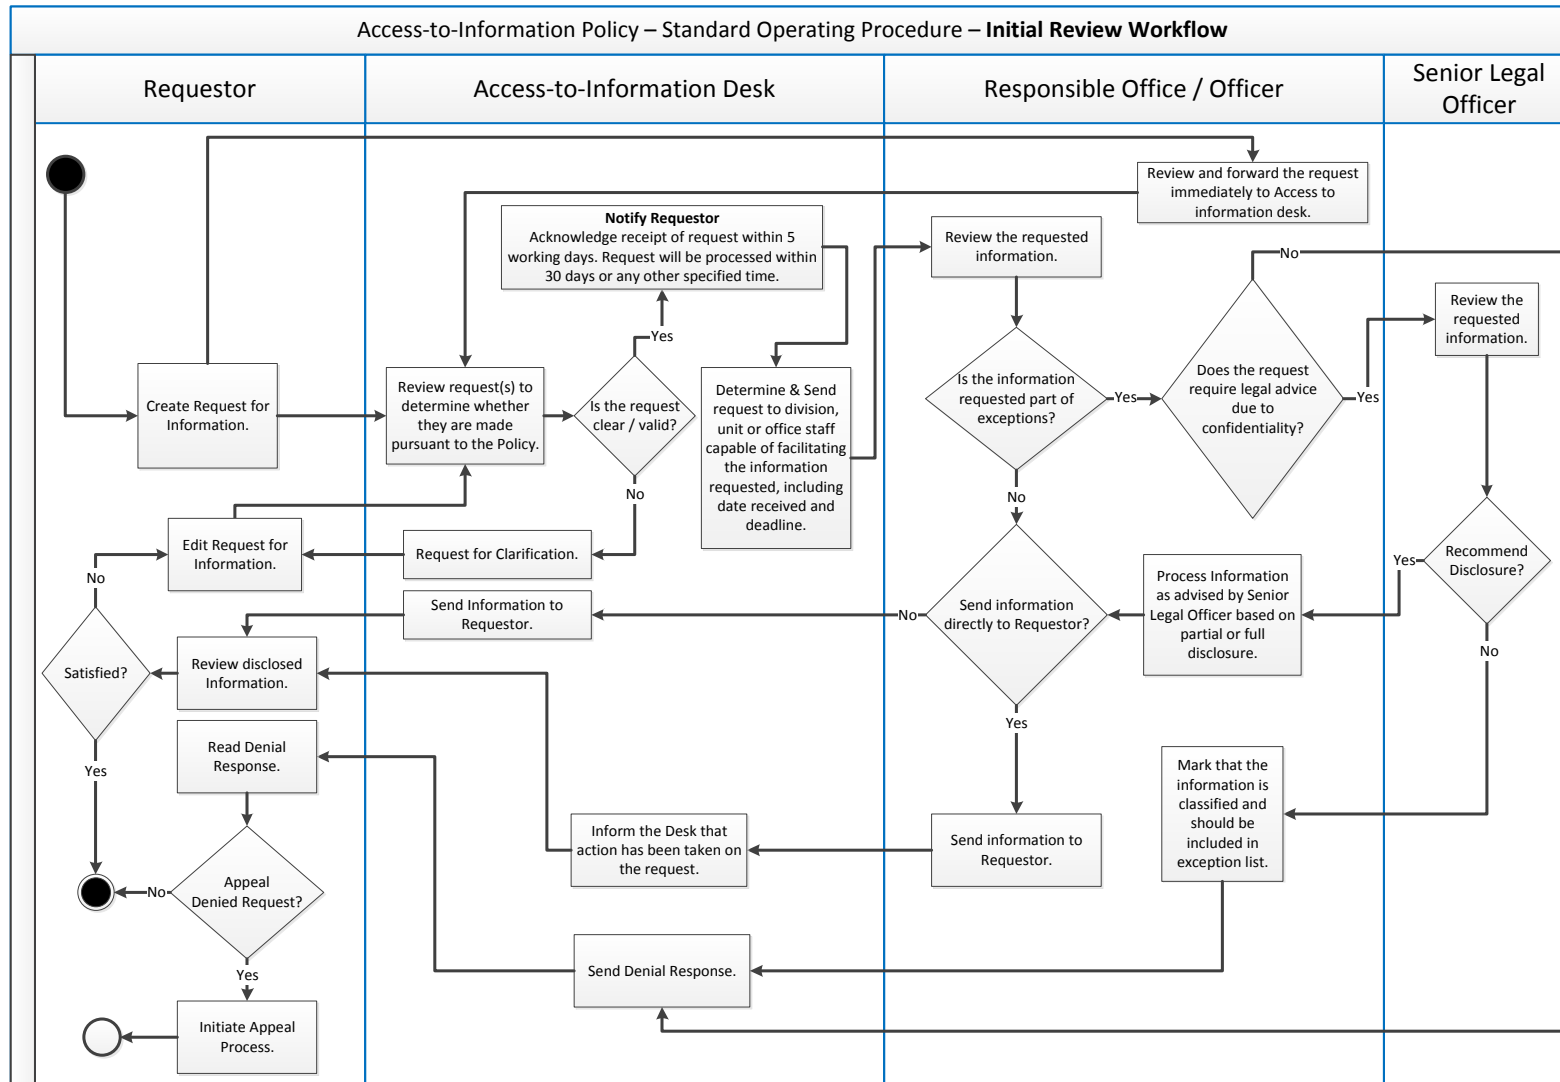 Access-to-Information Policy – Standard Operating Procedure – Initial Review Workflow
Requestor
Access-to-Information Desk
Responsible Office / Officer
Senior Legal
Officer
Review and forward the request
immediately to Access to
information desk.
Notify Requestor
Acknowledge receipt of request within 5
working days. Request will be processed within
30 days or any other specified time.
Review the requested
information.
No
Review the
requested
information.
Yes
Create Request for
Information.
Review request(s) to
determine whether
they are made
pursuant to the Policy.
Is the request
clear / valid?
Determine & Send
request to division,
unit or office staff
capable of facilitating
the information
requested, including
date received and
deadline.
Is the information
requested part of
exceptions?
Yes
Does the request
require legal advice
due to
confidentiality?
Yes
No
No
Edit Request for
Information.
Request for Clarification.
Recommend
Disclosure?
Yes
No
Process Information
as advised by Senior
Legal Officer based on
partial or full
disclosure.
Send Information to
Requestor.
No
Send information
directly to Requestor?
No
Satisfied?
Review disclosed
Information.
Yes
Read Denial
Response.
Yes
Mark that the
information is
classified and
should be
included in
exception list.
Inform the Desk that
action has been taken on
the request.
Send information to
Requestor.
No
Appeal
Denied Request?
Yes
Send Denial Response.
Initiate Appeal
Process.